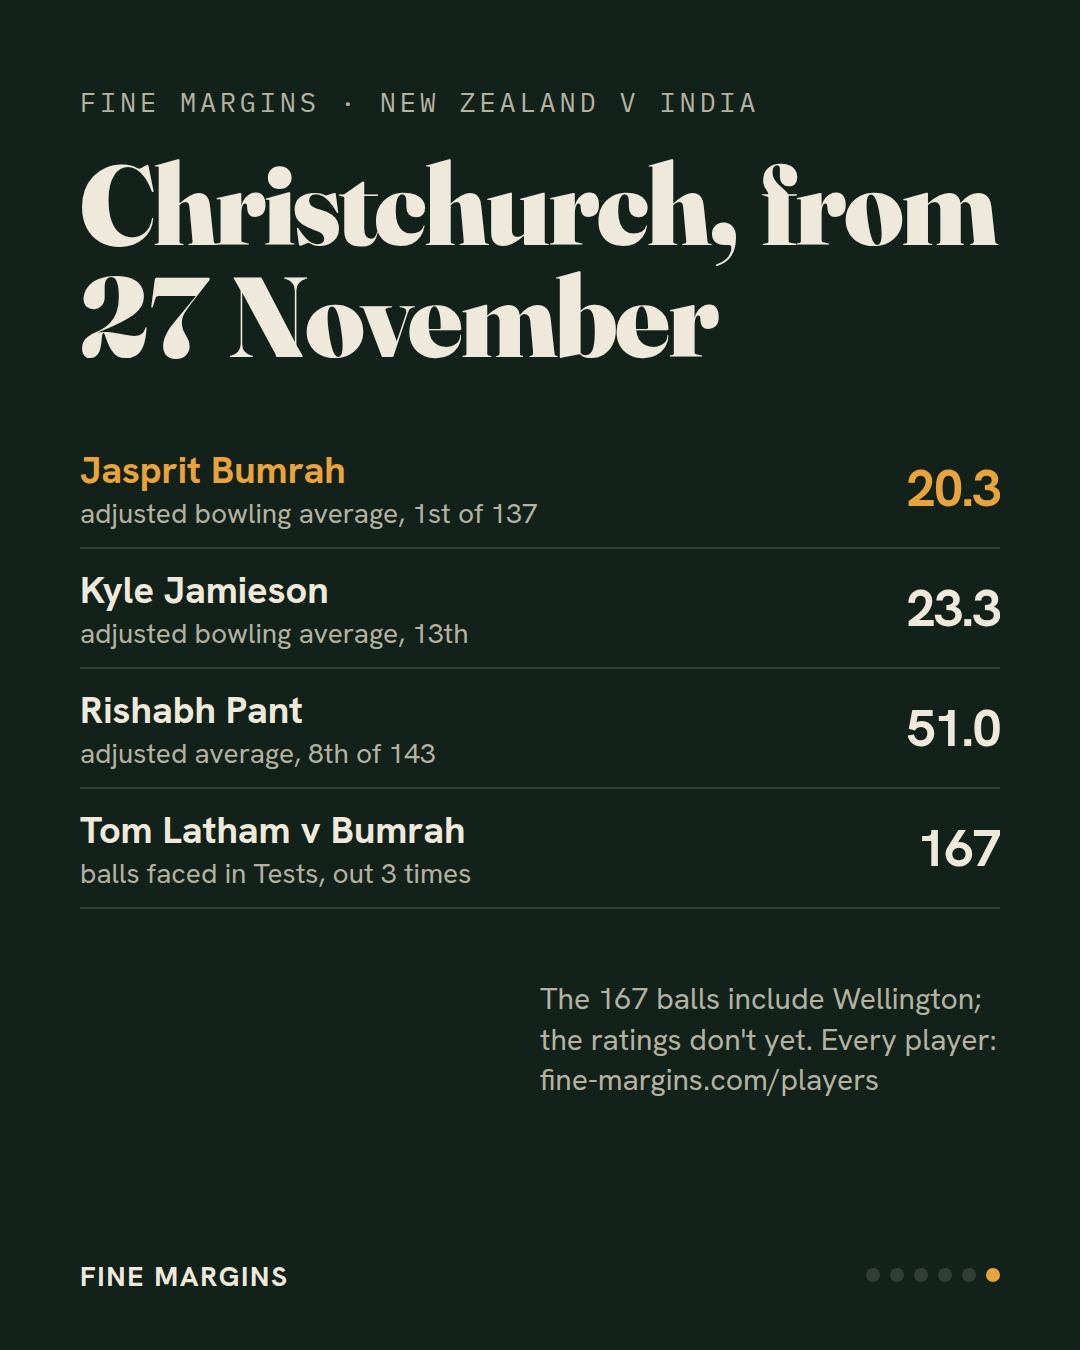 FINE MARGINS · NEW ZEALAND V INDIA
Christchurch, from
27 November
Jasprit Bumrah
adjusted bowling average, 1st of 137
20.3
Kyle Jamieson
adjusted bowling average, 13th
23.3
Rishabh Pant
adjusted average, 8th of 143
51.0
Tom Latham v Bumrah
balls faced in Tests, out 3 times
167
The 167 balls include Wellington;
the ratings don't yet. Every player:
fine-margins.com/players
FINE MARGINS